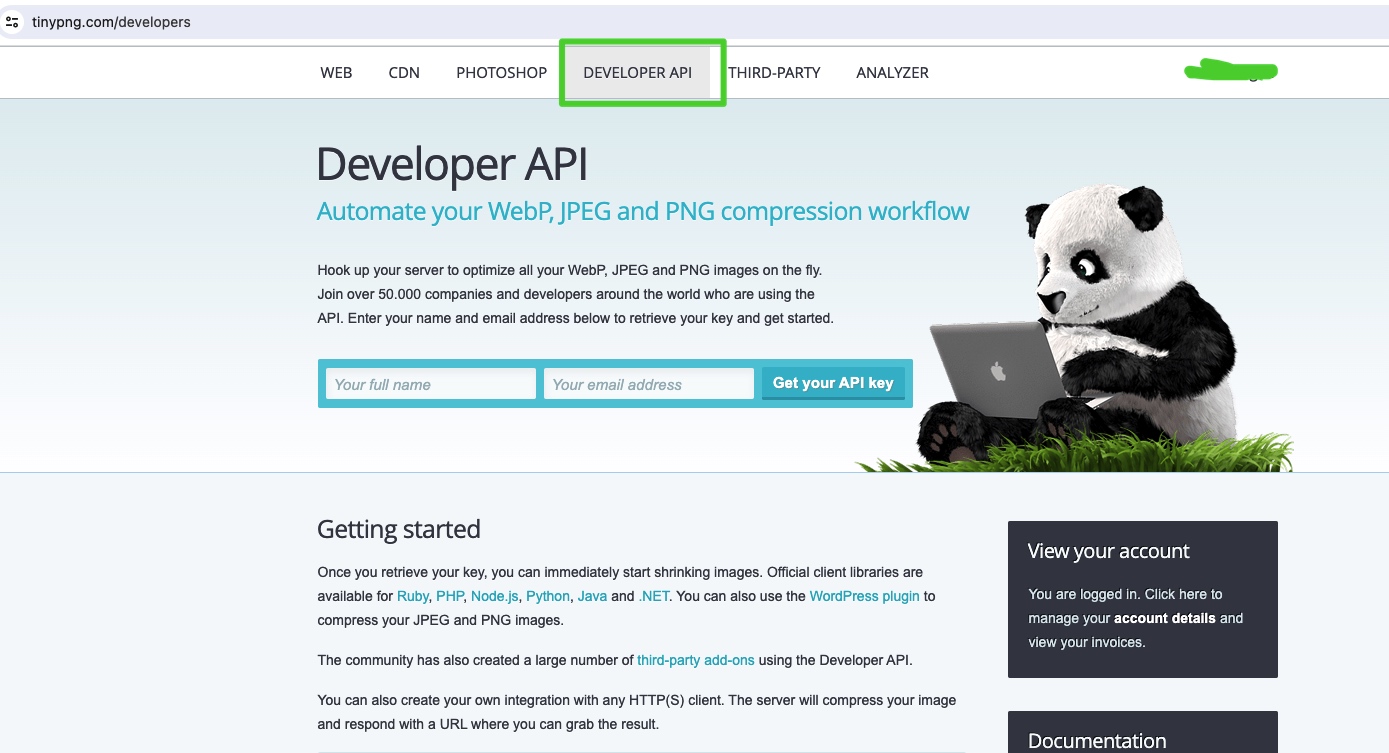 tinypng.com/developers
WEB CDN PHOTOSHOP DEVELOPER API THIRD-PARTY ANALYZER
Developer API
Automate your WebP, JPEG and PNG compression workflow
Hook up your server to optimize all your WebP, JPEG and PNG images on the fly.
Join over 50.000 companies and developers around the world who are using the
API. Enter your name and email address below to retrieve your key and get started.
Your full name Your email address Get your API key
Getting started
Once you retrieve your key, you can immediately start shrinking images. Official client libraries are
available for Ruby, PHP, Node.js, Python, Java and .NET. You can also use the WordPress plugin to
compress your JPEG and PNG images.
The community has also created a large number of third-party add-ons using the Developer API.
You can also create your own integration with any HTTP(S) client. The server will compress your image
and respond with a URL where you can grab the result.
View your account
You are logged in. Click here to
manage your account details and
view your invoices.
Documentation